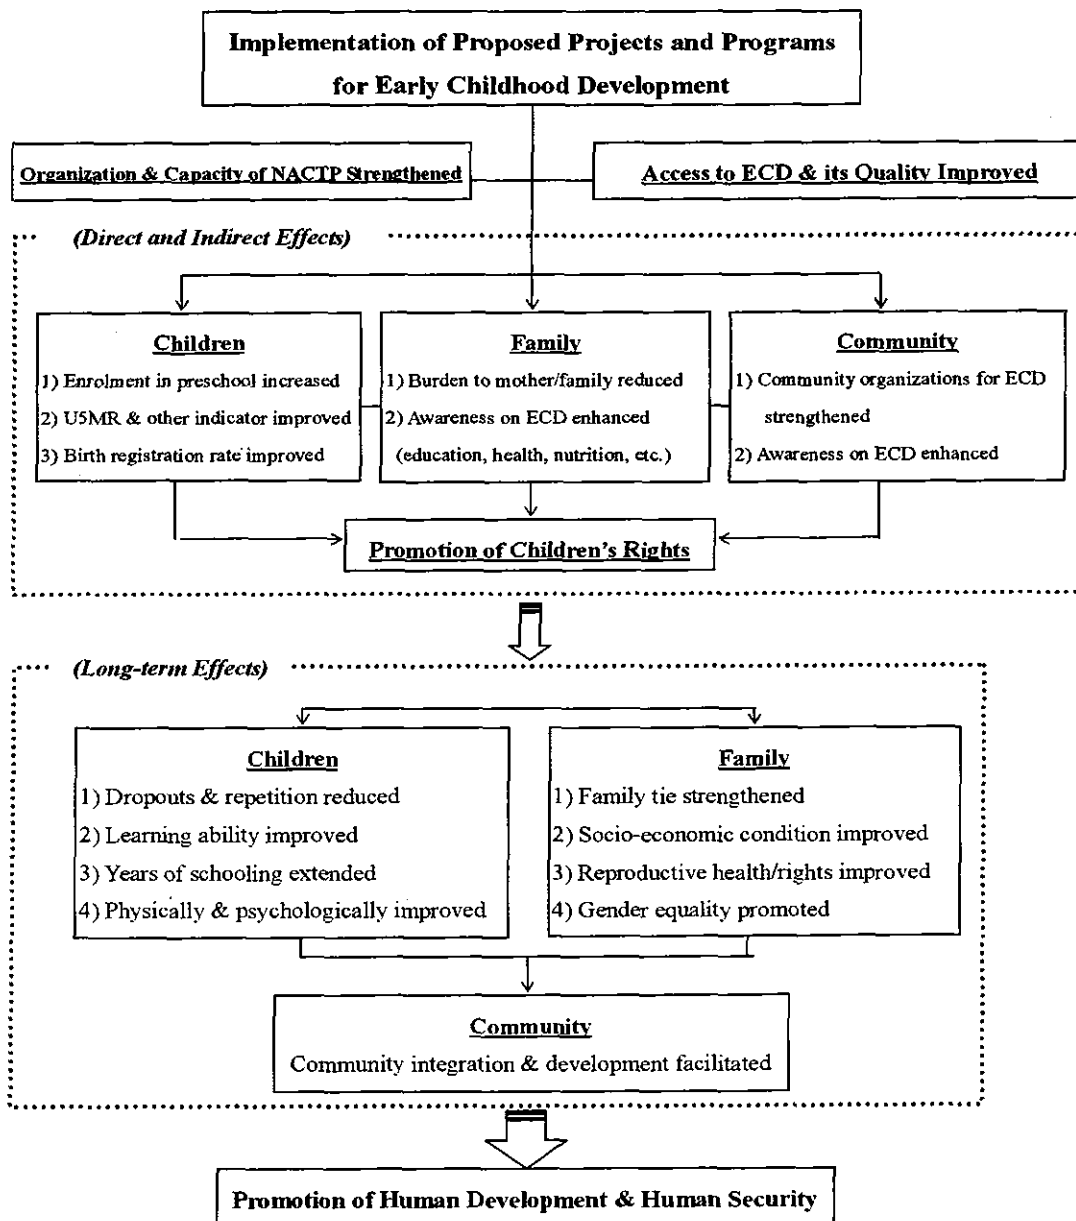 Implementation of Proposed Projects and Programs
for Early Childhood Development
Organization & Capacity of NACTP Strengthened
Access to ECD & its Quality Improved
(Direct and Indirect Effects)
Children
1) Enrolment in preschool increased
2) U5MR & other indicator improved
3) Birth registration rate improved
Family
1) Burden to mother/family reduced
2) Awareness on ECD enhanced
(education, health, nutrition, etc.)
Community
1) Community organizations for ECD
strengthened
2) Awareness on ECD enhanced
Promotion of Children's Rights
(Long-term Effects)
Children
1) Dropouts & repetition reduced
2) Learning ability improved
3) Years of schooling extended
4) Physically & psychologically improved
Family
1) Family tie strengthened
2) Socio-economic condition improved
3) Reproductive health/rights improved
4) Gender equality promoted
Community
Community integration & development facilitated
Promotion of Human Development & Human Security